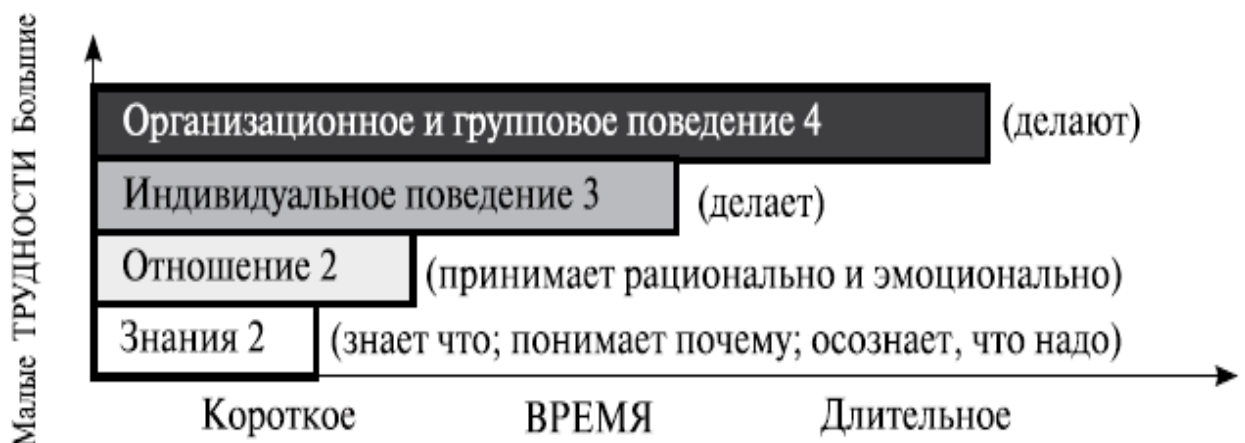 Малые ТРУДНОСТИ Большие
Организационное и групповое поведение 4 (делают)
Индивидуальное поведение 3 (делает)
Отношение 2 (принимает рационально и эмоционально)
Знания 2 (знает что; понимает почему; осознает, что надо)
Короткое ВРЕМЯ Длительное